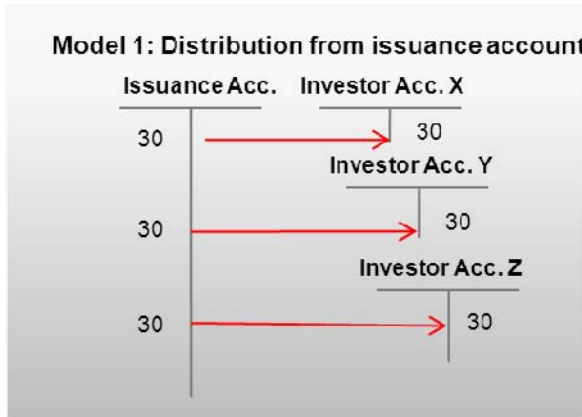 Model 1: Distribution from issuance account
Issuance Acc. Investor Acc. X
30 30
Investor Acc. Y
30 30
Investor Acc. Z
30 30